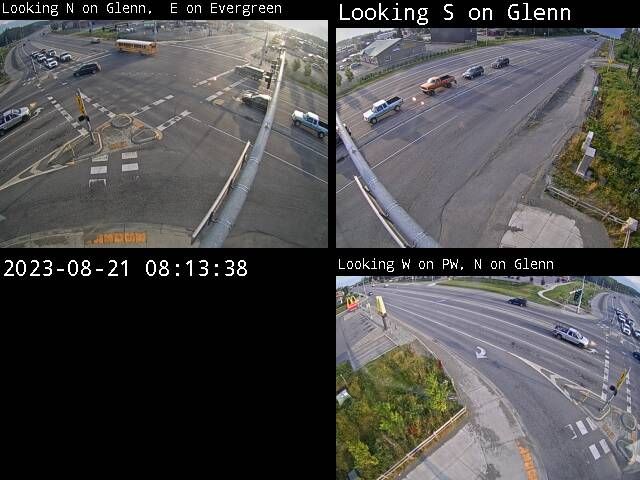 Looking N on Glenn,  E on Evergreen
Looking S on Glenn
2023-08-21 08:13:38
Looking W on PW, N on Glenn